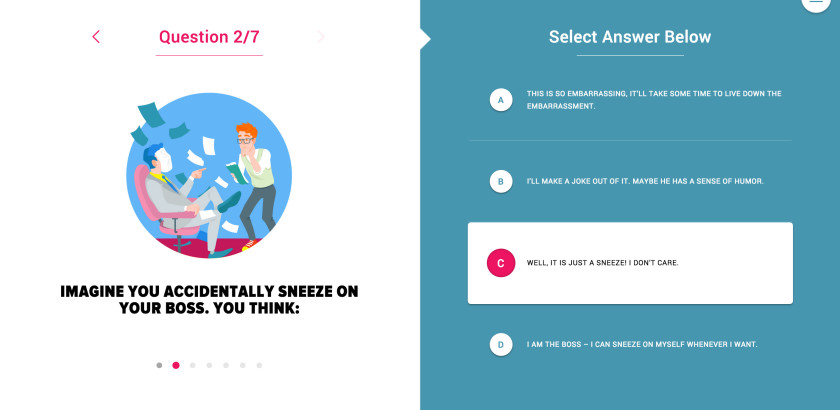 Question 2/7
IMAGINE YOU ACCIDENTALLY SNEEZE ON
YOUR BOSS. YOU THINK:
Select Answer Below
A
THIS IS SO EMBARRASSING, IT'LL TAKE SOME TIME TO LIVE DOWN THE
EMBARRASSMENT.
B
I'LL MAKE A JOKE OUT OF IT. MAYBE HE HAS A SENSE OF HUMOR.
C
WELL, IT IS JUST A SNEEZE! I DON'T CARE.
D
I AM THE BOSS – I CAN SNEEZE ON MYSELF WHENEVER I WANT.